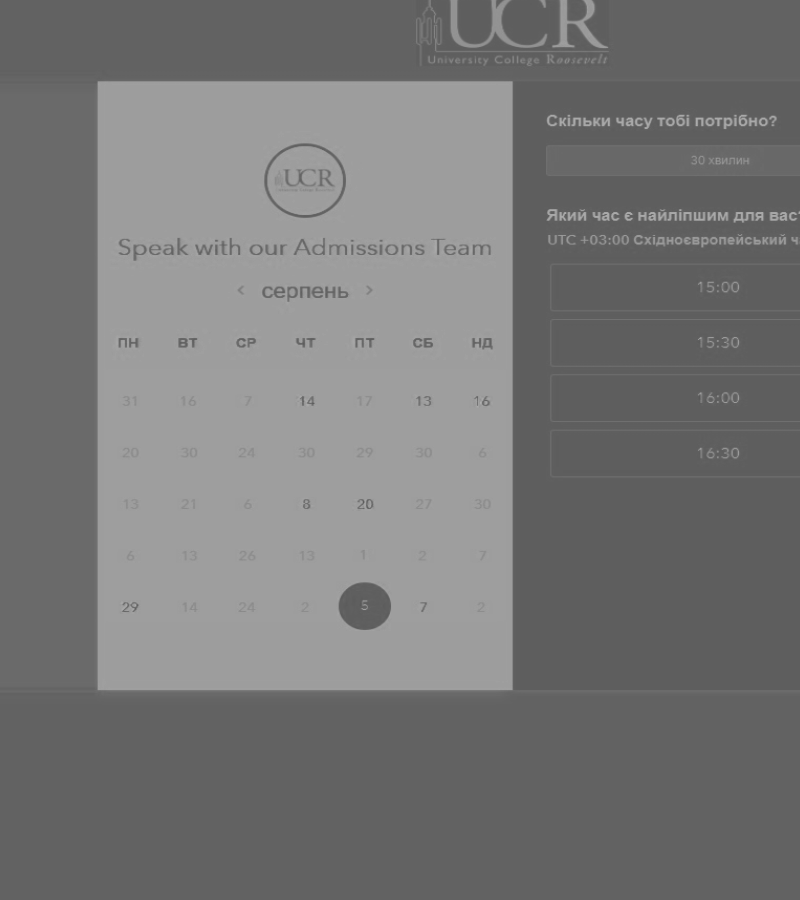 UCR
University College Roosevelt
UCR
Speak with our Admissions Team
< серпень >
ПН ВТ СР ЧТ ПТ СБ НД
31 16 7 14 17 13 16
20 30 24 30 29 30 6
13 21 6 8 20 27 30
6 13 26 13 1 2 7
29 14 24 2 5 7 2
Скільки часу тобі потрібно?
30 хвилин
Який час є найліпшим для вас
UTC +03:00 Східноєвропейський
15:00
15:30
16:00
16:30